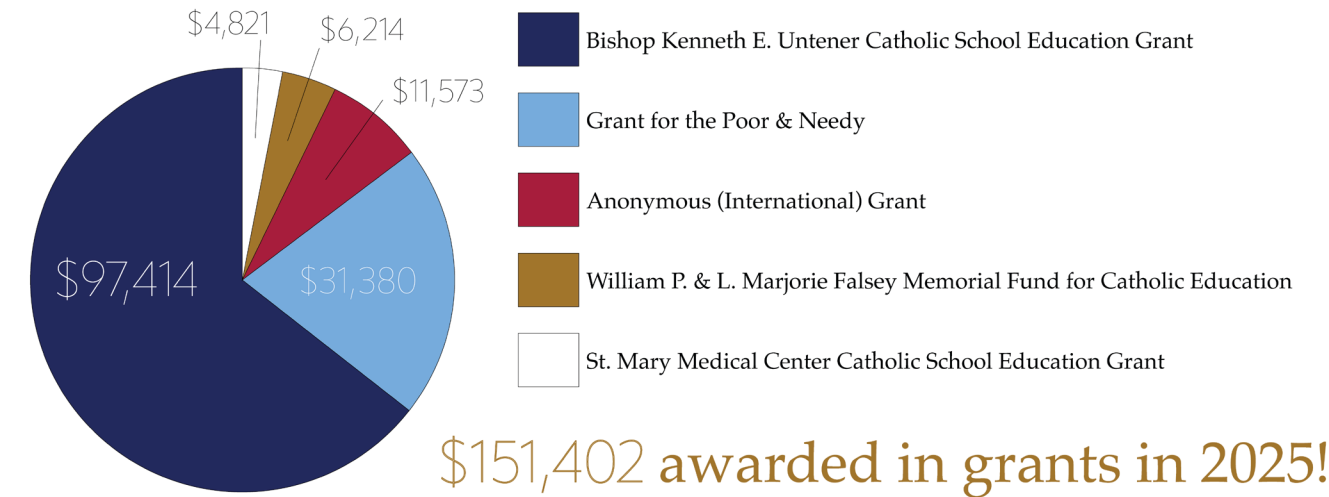 $4,821
$6,214
$11,573
$97,414
$31,380
Bishop Kenneth E. Untener Catholic School Education Grant
Grant for the Poor & Needy
Anonymous (International) Grant
William P. & L. Marjorie Falsey Memorial Fund for Catholic Education
St. Mary Medical Center Catholic School Education Grant
$151,402 awarded in grants in 2025!